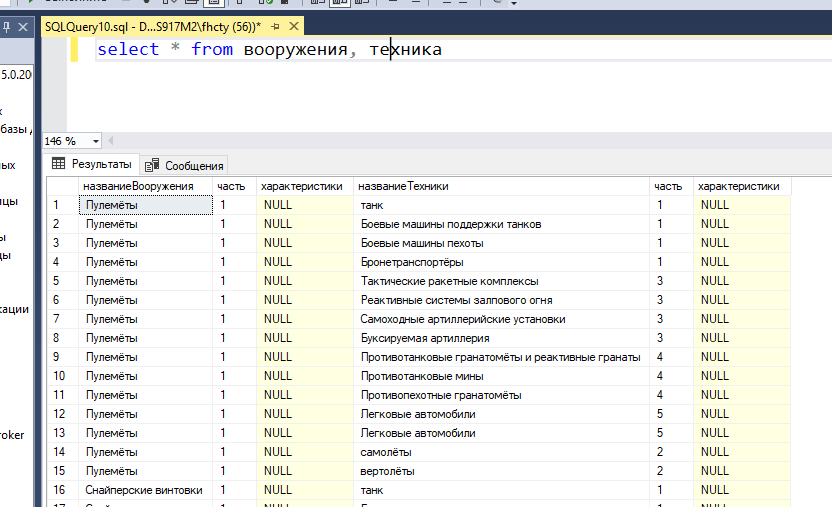 SQLQuery10.sql - D...S917M2\fhcty (56))*
select * from вооружения, техника
5.0.20
базы
146 %
Результаты Сообщения
названиеВооружения часть характеристики названиеТехники часть характеристики
1 Пулемёты 1 NULL танк 1 NULL
2 Пулемёты 1 NULL Боевые машины поддержки танков 1 NULL
3 Пулемёты 1 NULL Боевые машины пехоты 1 NULL
4 Пулемёты 1 NULL Бронетранспортёры 1 NULL
5 Пулемёты 1 NULL Тактические ракетные комплексы 3 NULL
6 Пулемёты 1 NULL Реактивные системы залпового огня 3 NULL
7 Пулемёты 1 NULL Самоходные артиллерийские установки 3 NULL
8 Пулемёты 1 NULL Буксируемая артиллерия 3 NULL
9 Пулемёты 1 NULL Противотанковые гранатомёты и реактивные гранаты 4 NULL
10 Пулемёты 1 NULL Противотанковые мины 4 NULL
11 Пулемёты 1 NULL Противопехотные гранатомёты 4 NULL
12 Пулемёты 1 NULL Легковые автомобили 5 NULL
13 Пулемёты 1 NULL Легковые автомобили 5 NULL
14 Пулемёты 1 NULL самолёты 2 NULL
15 Пулемёты 1 NULL вертолёты 2 NULL
16 Снайперские винтовки 1 NULL танк 1 NULL